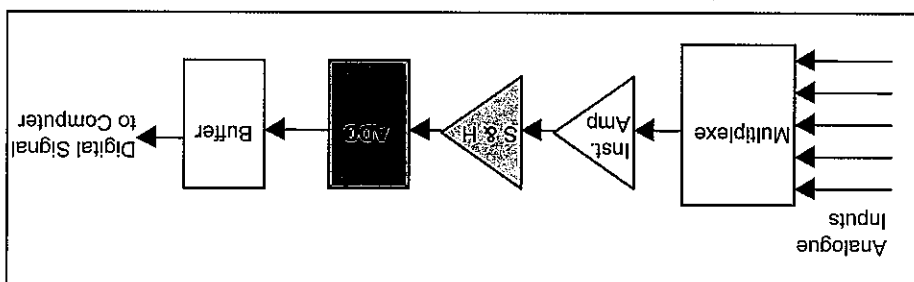 Analogue
Inputs
Multiplexe
Inst.
Amp
S & H
ADC
Buffer
Digital Signal
to Computer